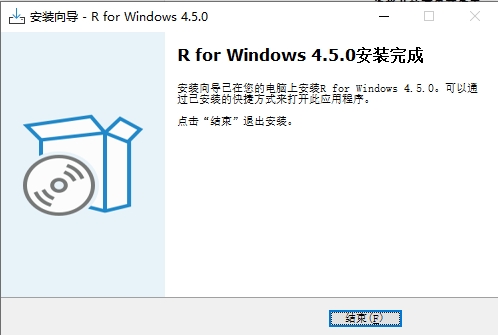 安装向导 - R for Windows 4.5.0
R for Windows 4.5.0安装完成
安装向导已在您的电脑上安装R for Windows 4.5.0。可以通
过已安装的快捷方式来打开此应用程序。
点击“结束”退出安装。
结束(F)